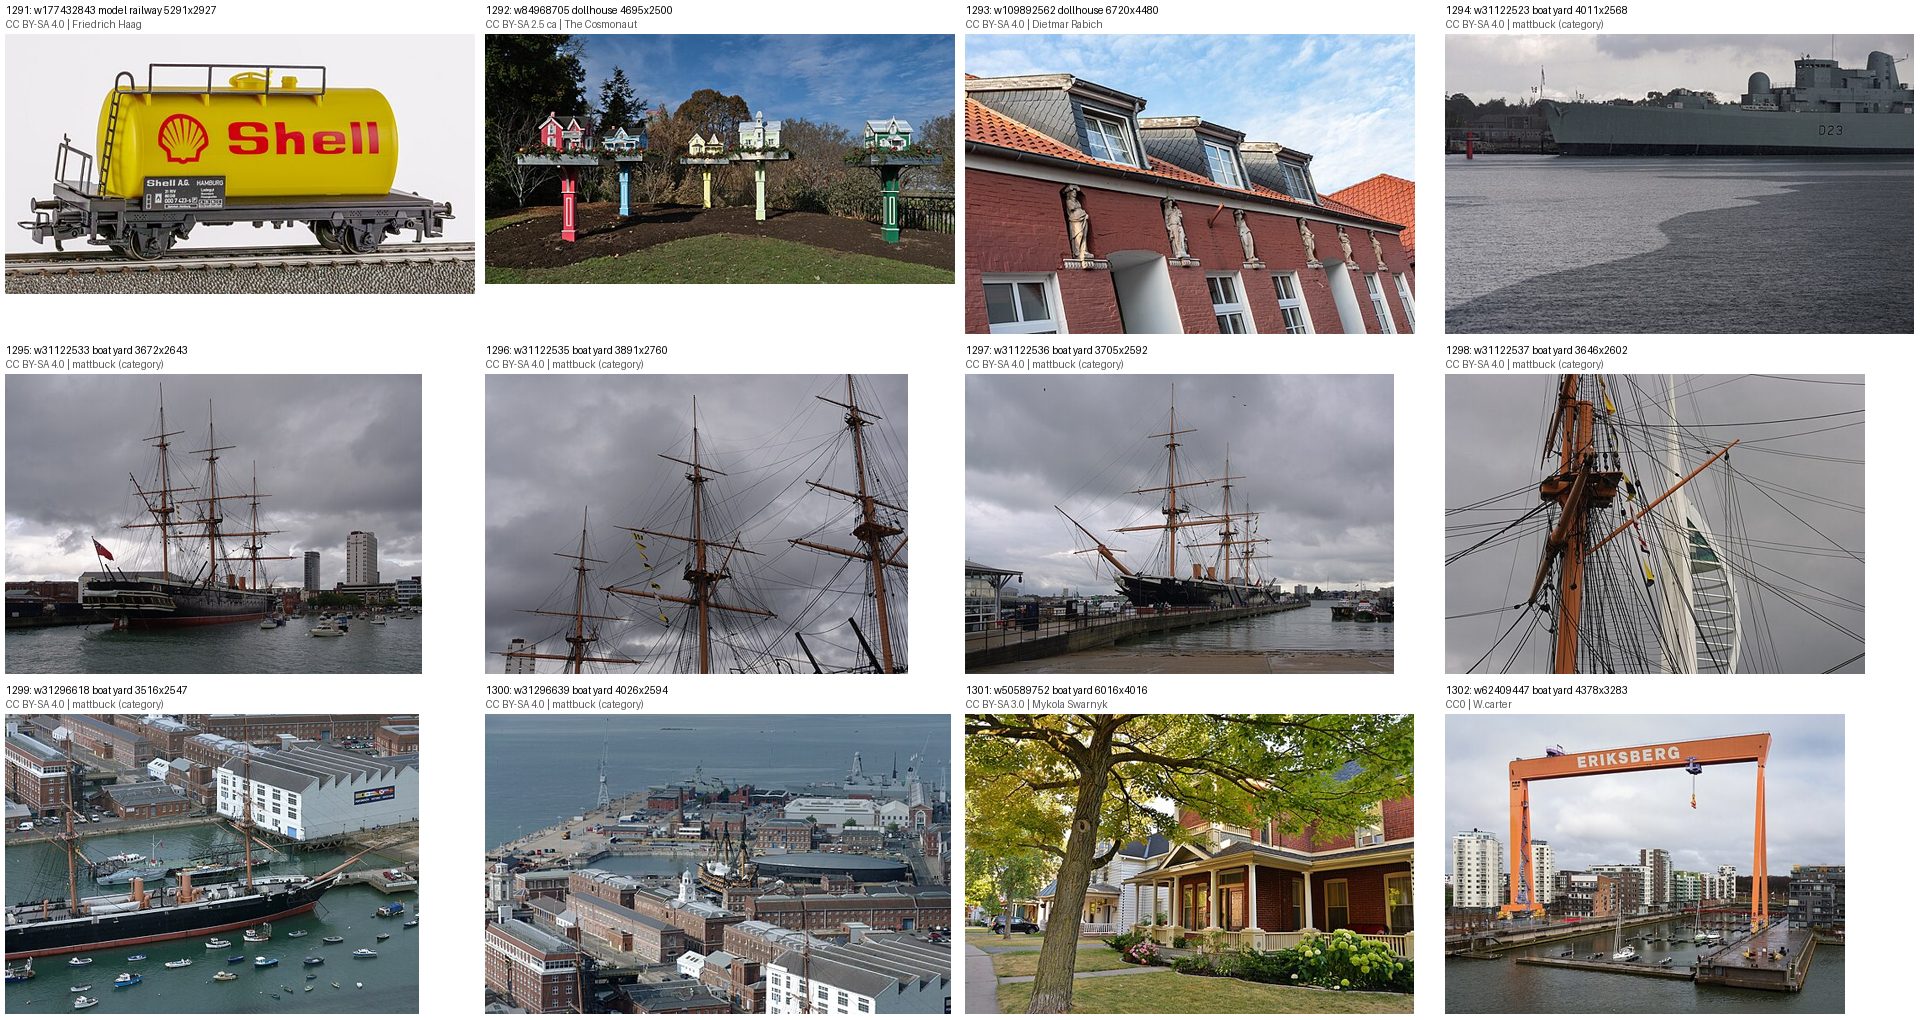 1291: w177432843 model railway 5291x2927
CC BY-SA 4.0 | Friedrich Haag
Shell
Shell A.G. HAMBURG
000 7 423-4
1292: w84968705 dollhouse 4695x2500
CC BY-SA 2.5 ca | The Cosmonaut
1293: w109892562 dollhouse 6720x4480
CC BY-SA 4.0 | Dietmar Rabich
1294: w31122523 boat yard 4011x2568
CC BY-SA 4.0 | mattbuck (category)
D23
1295: w31122533 boat yard 3672x2643
CC BY-SA 4.0 | mattbuck (category)
1296: w31122535 boat yard 3891x2760
CC BY-SA 4.0 | mattbuck (category)
1297: w31122536 boat yard 3705x2592
CC BY-SA 4.0 | mattbuck (category)
1298: w31122537 boat yard 3646x2602
CC BY-SA 4.0 | mattbuck (category)
1299: w31296618 boat yard 3516x2547
CC BY-SA 4.0 | mattbuck (category)
1300: w31296639 boat yard 4026x2594
CC BY-SA 4.0 | mattbuck (category)
1301: w50589752 boat yard 6016x4016
CC BY-SA 3.0 | Mykola Swarnyk
1302: w62409447 boat yard 4378x3283
CC0 | W.carter
ERIKSBERG